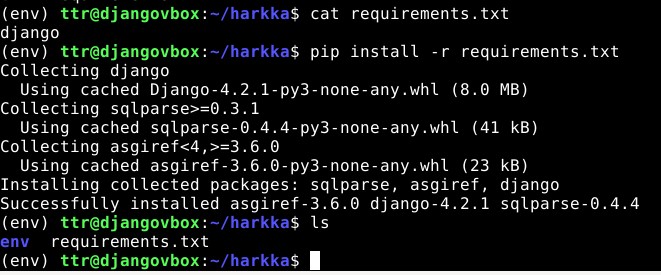 (env) ttr@djangovbox:~/harkka$ cat requirements.txt
django
(env) ttr@djangovbox:~/harkka$ pip install -r requirements.txt
Collecting django
  Using cached Django-4.2.1-py3-none-any.whl (8.0 MB)
Collecting sqlparse>=0.3.1
  Using cached sqlparse-0.4.4-py3-none-any.whl (41 kB)
Collecting asgiref<4,>=3.6.0
  Using cached asgiref-3.6.0-py3-none-any.whl (23 kB)
Installing collected packages: sqlparse, asgiref, django
Successfully installed asgiref-3.6.0 django-4.2.1 sqlparse-0.4.4
(env) ttr@djangovbox:~/harkka$ ls
env  requirements.txt
(env) ttr@djangovbox:~/harkka$